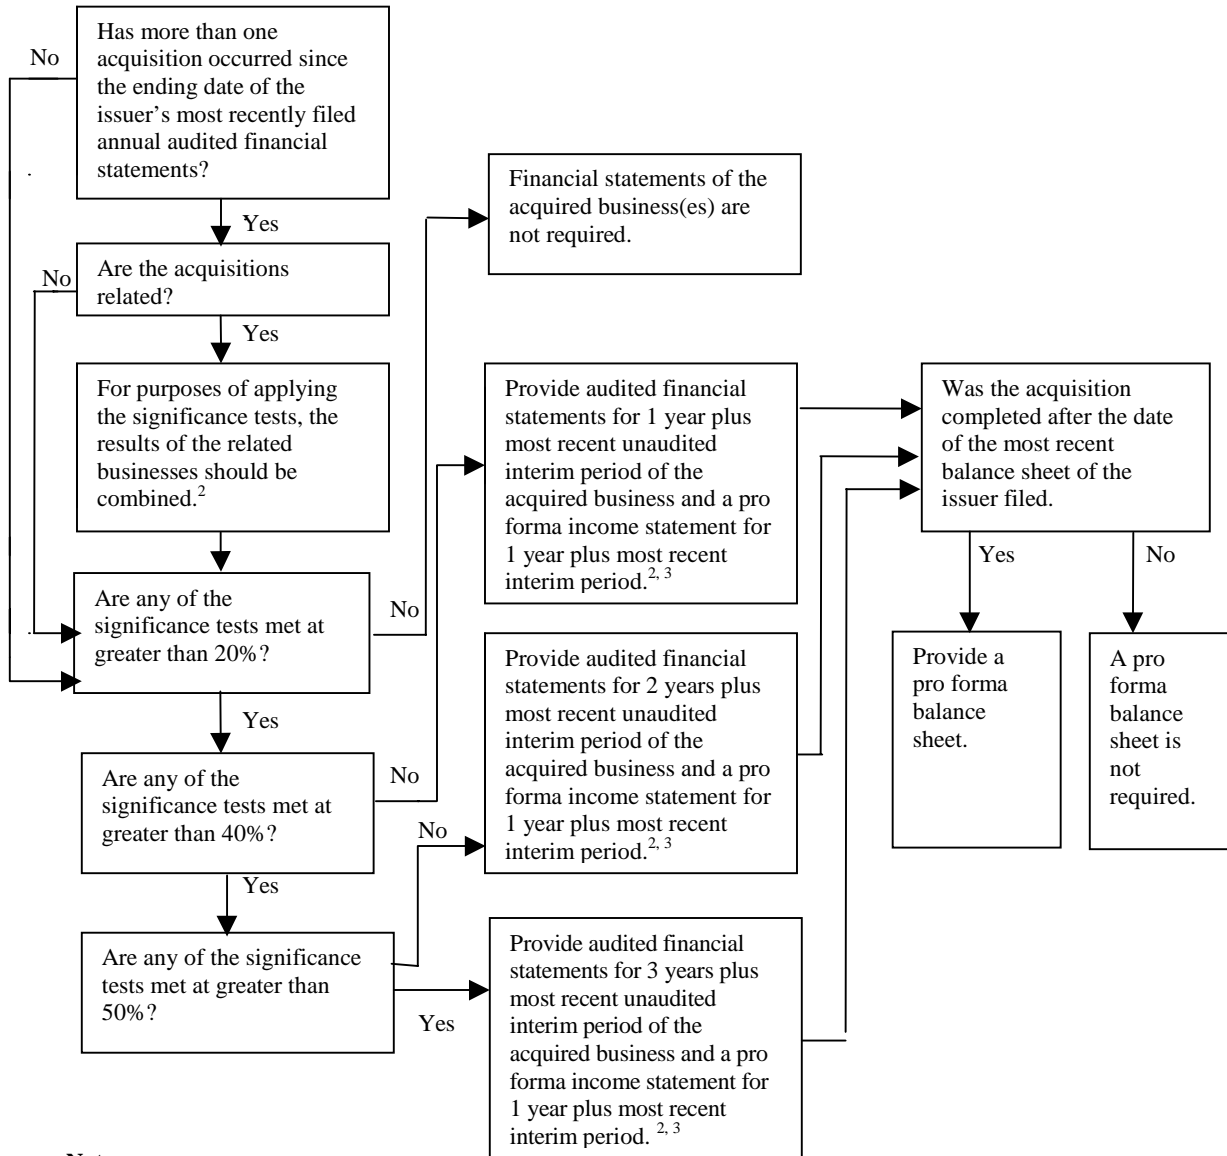 Has more than one
acquisition occurred since
the ending date of the
issuer's most recently filed
annual audited financial
statements?
No
Yes
Are the acquisitions
related?
No
Yes
For purposes of applying
the significance tests, the
results of the related
businesses should be
combined.2
Are any of the
significance tests met at
greater than 20%?
No
Yes
Are any of the
significance tests met at
greater than 40%?
No
Yes
Are any of the significance
tests met at greater than
50%?
No
Yes
Financial statements of the
acquired business(es) are
not required.
Provide audited financial
statements for 1 year plus
most recent unaudited
interim period of the
acquired business and a pro
forma income statement for
1 year plus most recent
interim period.2, 3
Provide audited financial
statements for 2 years plus
most recent unaudited
interim period of the
acquired business and a pro
forma income statement for
1 year plus most recent
interim period.2, 3
Provide audited financial
statements for 3 years plus
most recent unaudited
interim period of the
acquired business and a pro
forma income statement for
1 year plus most recent
interim period. 2, 3
Was the acquisition
completed after the date
of the most recent
balance sheet of the
issuer filed.
Yes
No
Provide a
pro forma
balance
sheet.
A pro
forma
balance
sheet is
not
required.